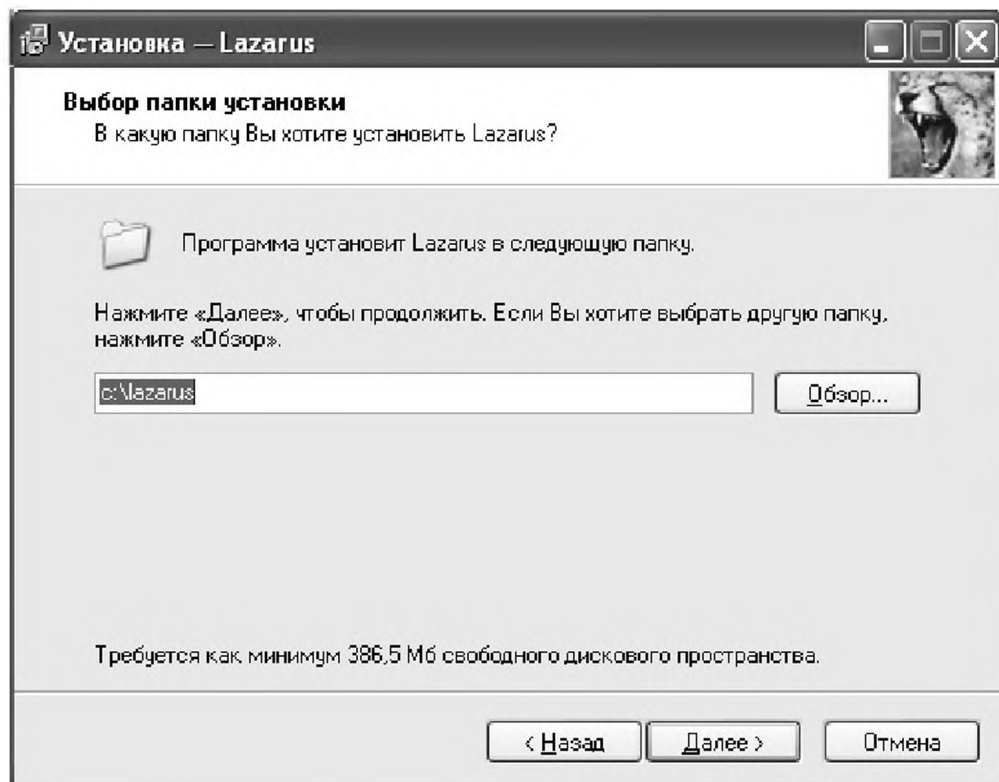 Установка — Lazarus
Выбор папки установки
В какую папку Вы хотите установить Lazarus?
Программа установит Lazarus в следующую папку.
Нажмите «Далее», чтобы продолжить. Если Вы хотите выбрать другую папку,
нажмите «Обзор».
c:\lazarus
Обзор...
Требуется как минимум 386,5 Мб свободного дискового пространства.
< Назад
Далее >
Отмена